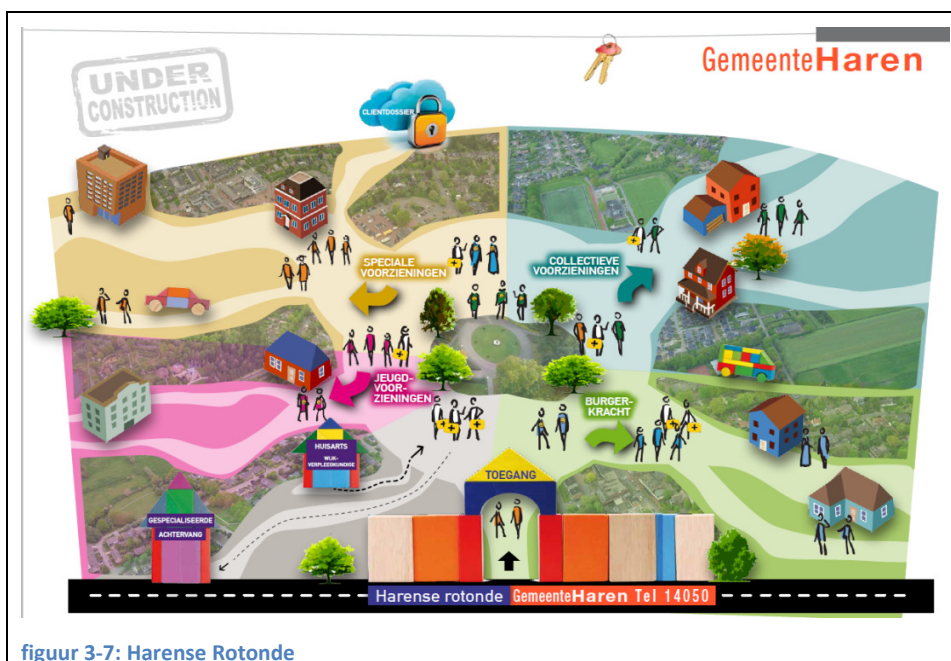 UNDER
CONSTRUCTION
GemeenteHaren
CLIENTDOSSIER
SPECIALE
VOORZIENINGEN
COLLECTIEVE
VOORZIENINGEN
JEUGD-
VOOR-
ZIENINGEN
BURGER-
KRACHT
HUISARTS
WIJK-
VERPLEEGKUNDIGE
TOEGANG
GESPECIALISEERDE
ACHTERVANG
Harense rotonde GemeenteHaren Tel 14050
figuur 3-7: Harense Rotonde